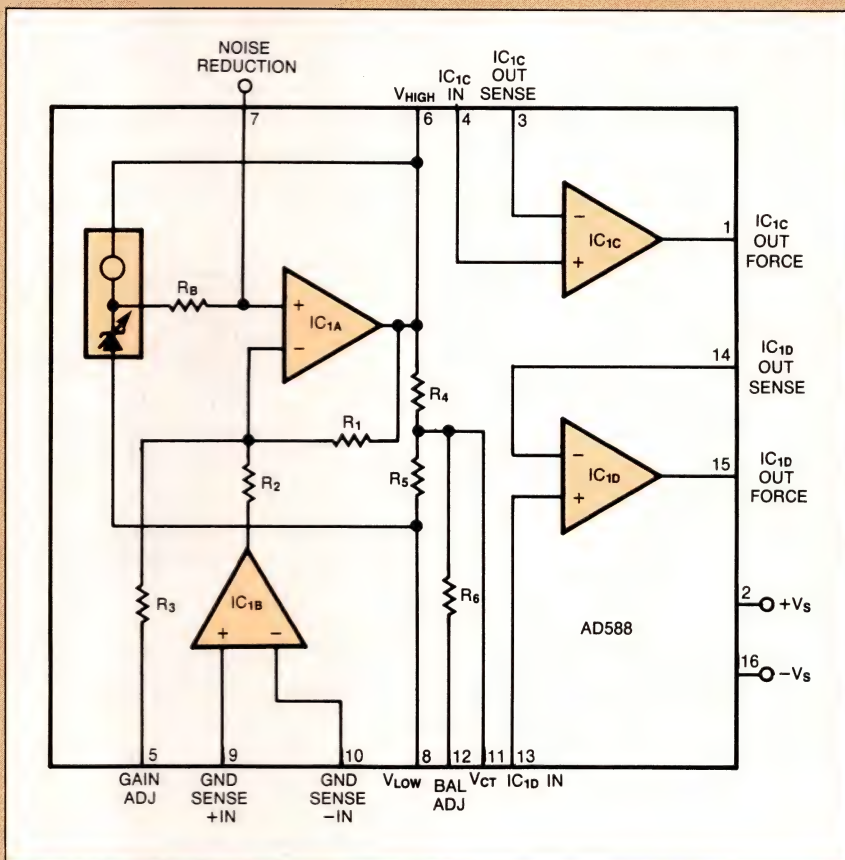 NOISE
REDUCTION
7
VHIGH
6
IC1C
IN
4
IC1C
OUT
SENSE
3
RB
IC1A
IC1C
1
IC1C
OUT
FORCE
R4
14
IC1D
OUT
SENSE
R1
R2
R5
IC1D
15
IC1D
OUT
FORCE
R3
IC1B
R6
AD588
2
+VS
16
−VS
5
GAIN
ADJ
9
GND
SENSE
+IN
10
GND
SENSE
−IN
8
VLOW
12
BAL
ADJ
11
VCT
13
IC1D IN
+
−
+
−
−
+
−
+